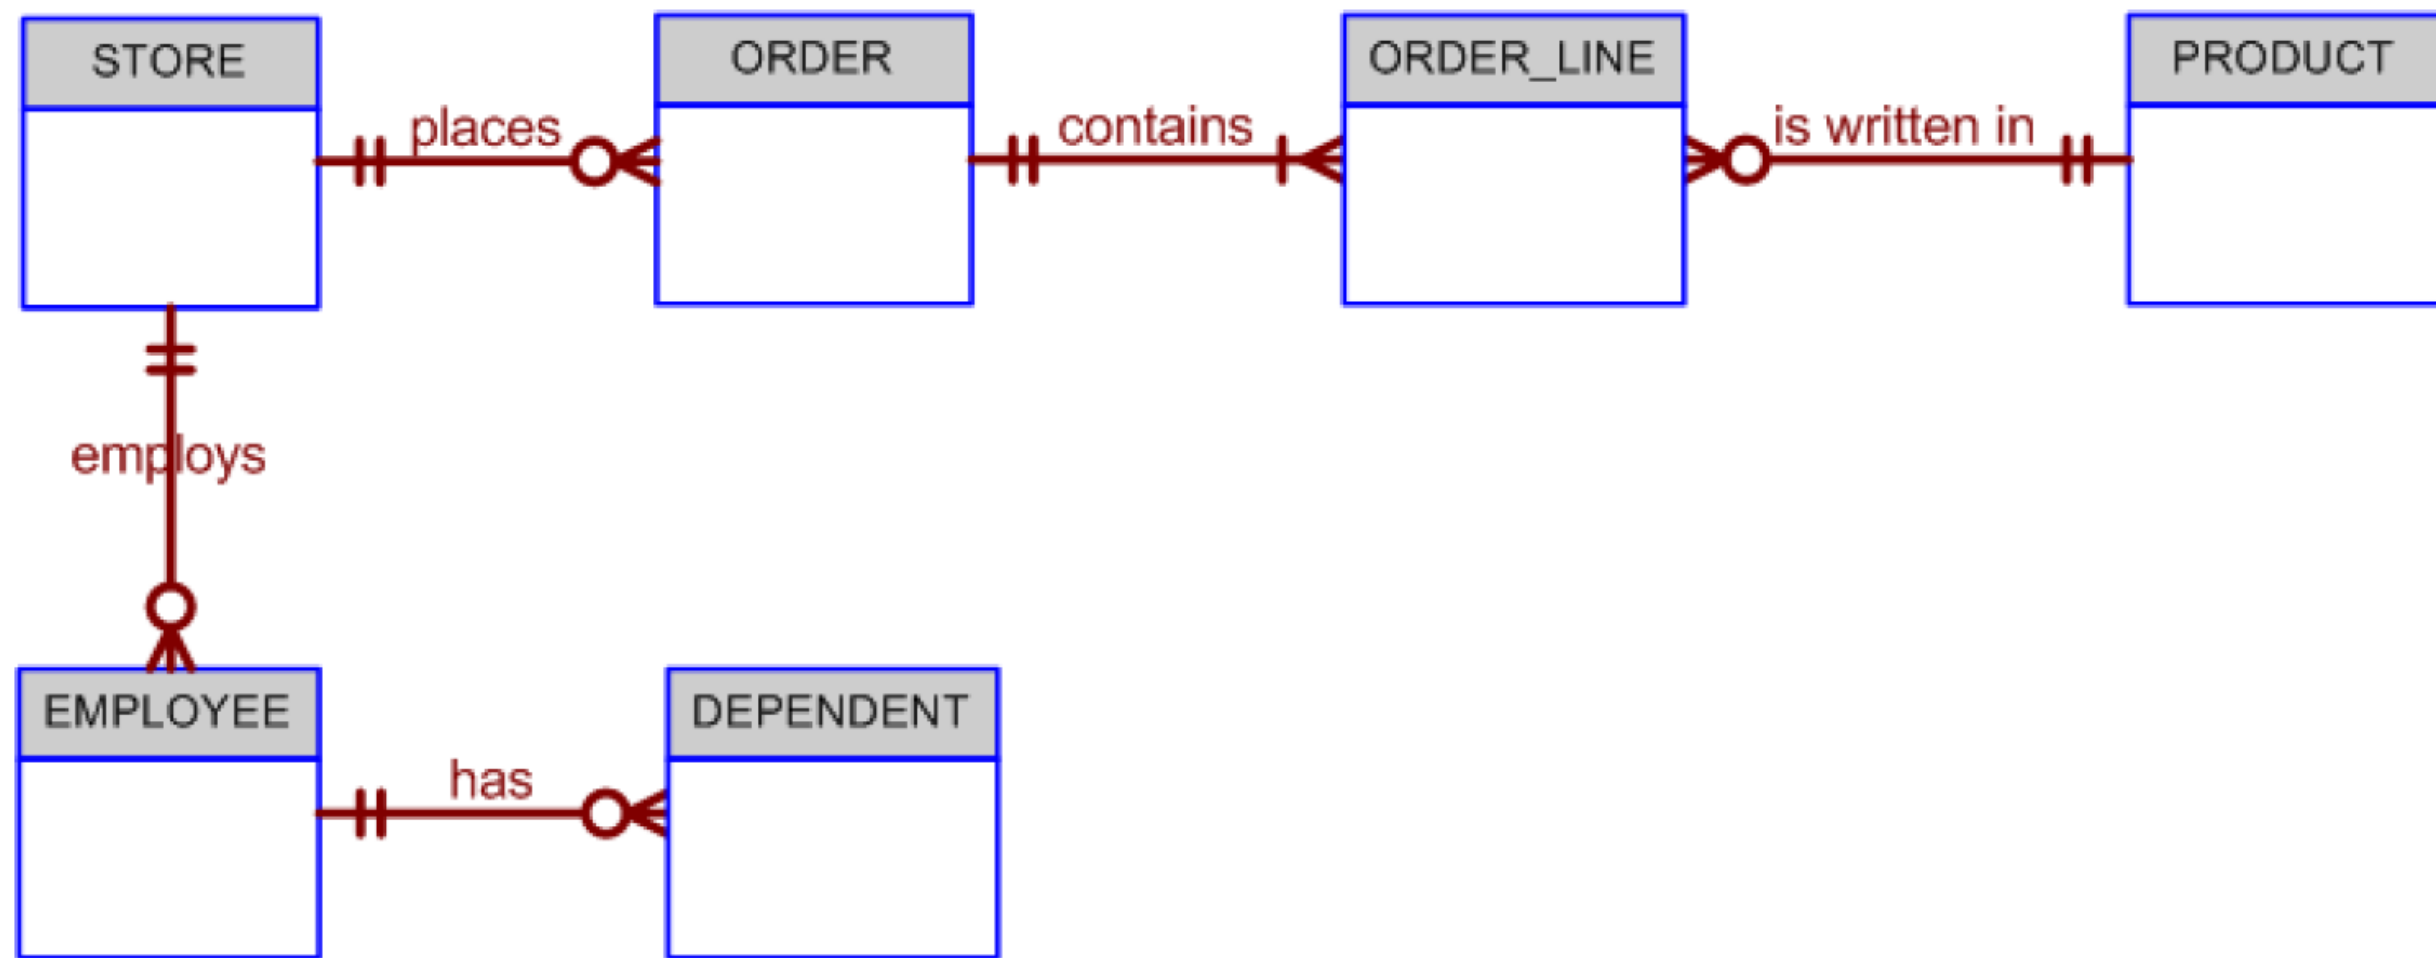 STORE
ORDER
ORDER_LINE
PRODUCT
places
contains
is written in
employs
EMPLOYEE
DEPENDENT
has